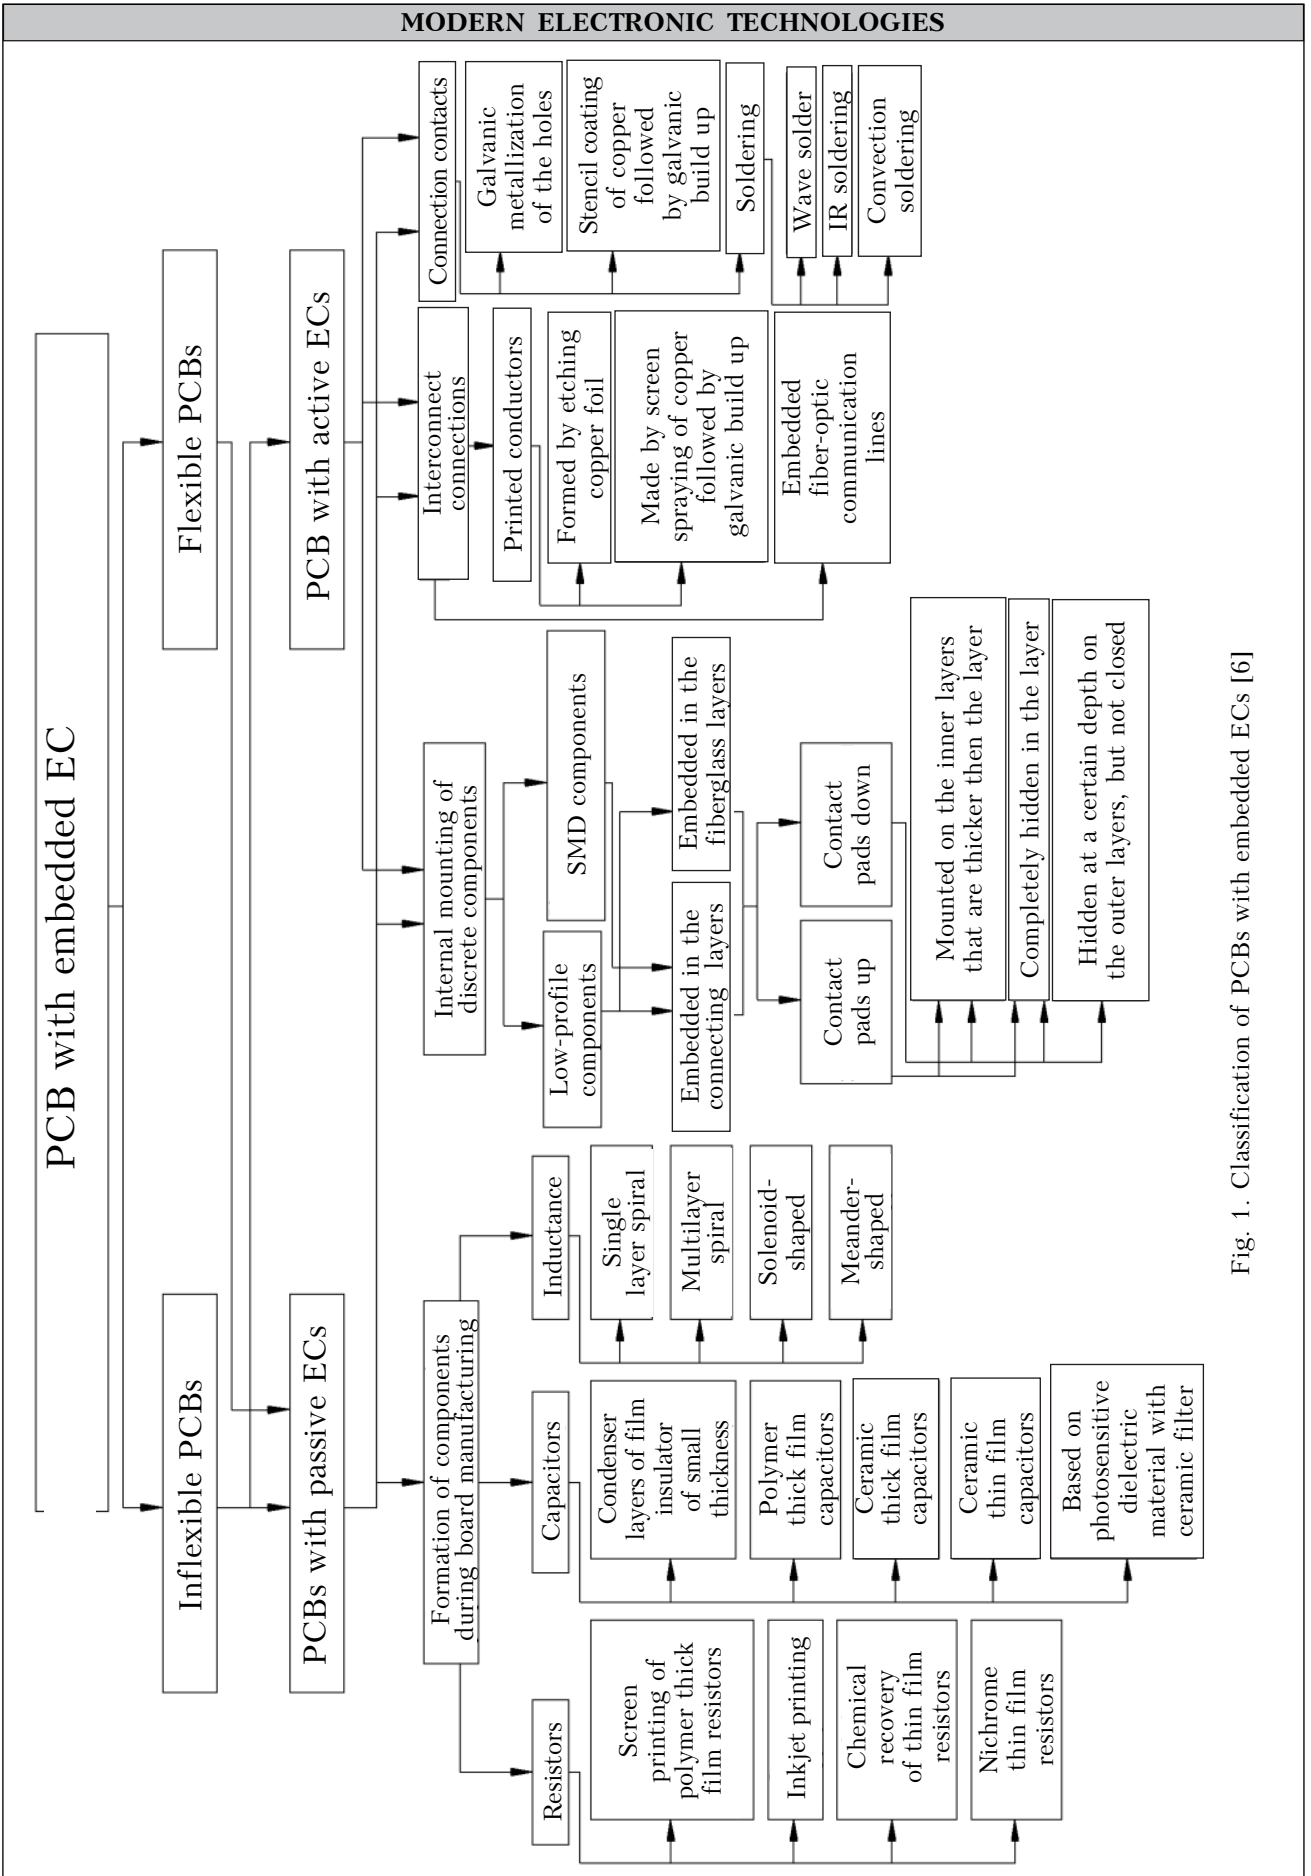 MODERN ELECTRONIC TECHNOLOGIES
PCB with embedded EC
Inflexible PCBs
Flexible PCBs
PCBs with passive ECs
PCB with active ECs
Formation of components
during board manufacturing
Internal mounting of
discrete components
Interconnect
connections
Connection contacts
Resistors
Screen
printing of
polymer thick
film resistors
Inkjet printing
Chemical
recovery
of thin film
resistors
Nichrome
thin film
resistors
Capacitors
Condenser
layers of film
insulator
of small
thickness
Polymer
thick film
capacitors
Ceramic
thick film
capacitors
Ceramic
thin film
capacitors
Based on
photosensitive
dielectric
material with
ceramic filter
Inductance
Single
layer spiral
Multilayer
spiral
Solenoid-
shaped
Meander-
shaped
Low-profile
components
SMD components
Embedded in the
connecting layers
Embedded in the
fiberglass layers
Contact
pads up
Contact
pads down
Mounted on the inner layers
that are thicker then the layer
Completely hidden in the layer
Hidden at a certain depth on
the outer layers, but not closed
Printed conductors
Formed by etching
copper foil
Made by screen
spraying of copper
followed by
galvanic build up
Embedded
fiber-optic
communication
lines
Galvanic
metallization
of the holes
Stencil coating
of copper
followed
by galvanic
build up
Soldering
Wave solder
IR soldering
Convection
soldering
Fig. 1. Classification of PCBs with embedded ECs [6]